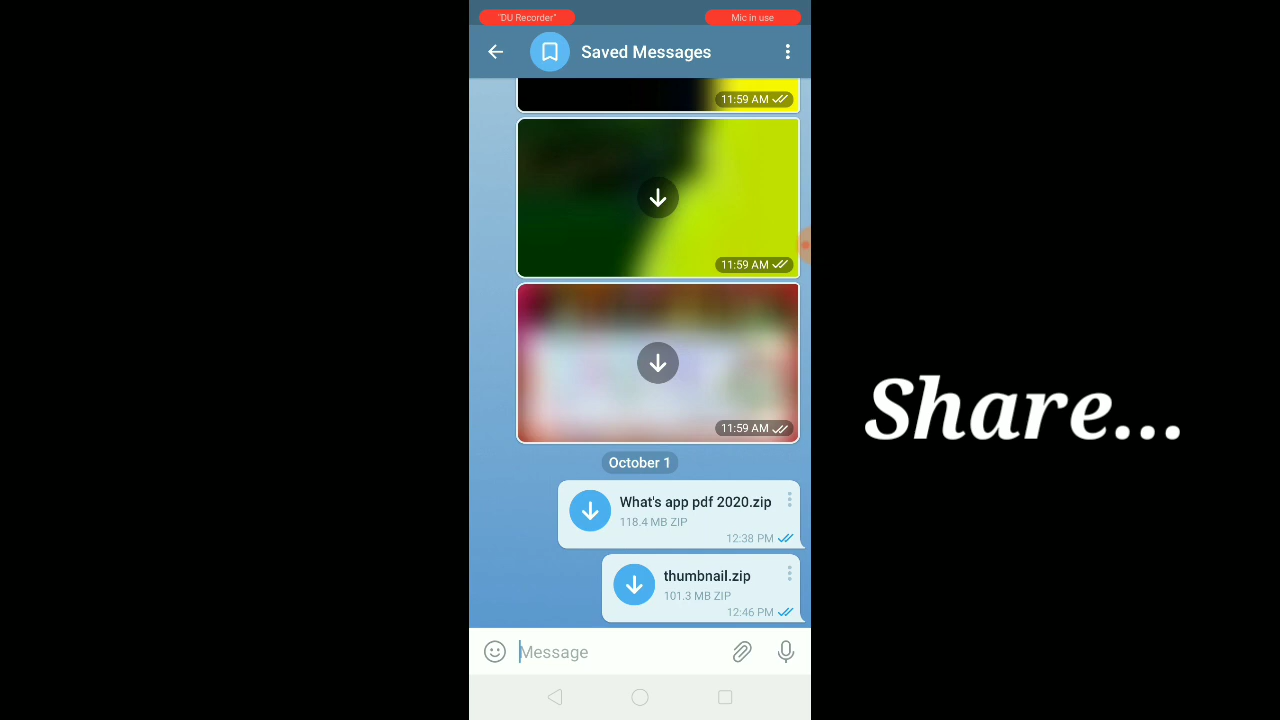 "DU Recorder"
Mic in use
Saved Messages
11:59 AM
11:59 AM
11:59 AM
October 1
What's app pdf 2020.zip
118.4 MB ZIP
12:38 PM
thumbnail.zip
101.3 MB ZIP
12:46 PM
Message
Share...